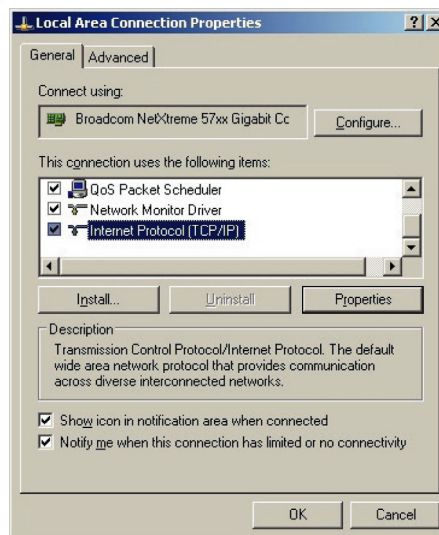 Local Area Connection Properties
General Advanced
Connect using:
Broadcom NetXtreme 57xx Gigabit Cc Configure...
This connection uses the following items:
QoS Packet Scheduler
Network Monitor Driver
Internet Protocol (TCP/IP)
Install... Uninstall Properties
Description
Transmission Control Protocol/Internet Protocol. The default
wide area network protocol that provides communication
across diverse interconnected networks.
Show icon in notification area when connected
Notify me when this connection has limited or no connectivity
OK Cancel